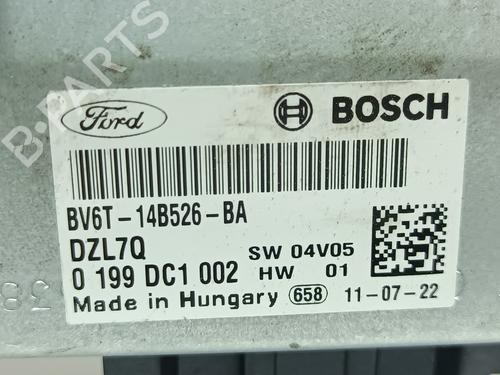 B-PARTS
Ford BOSCH
BV6T-14B526-BA
DZL7Q SW 04V05
0 199 DC1 002 HW 01
Made in Hungary 658 11-07-22